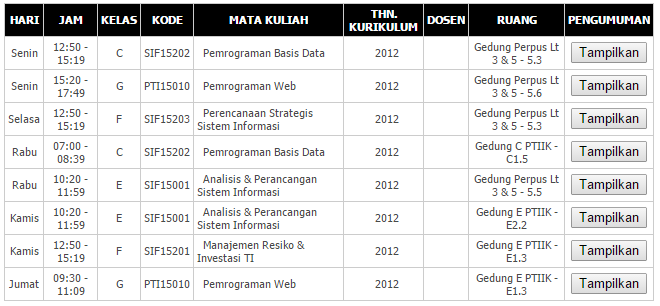 HARI JAM KELAS KODE MATA KULIAH THN. KURIKULUM DOSEN RUANG PENGUMUMAN
Senin 12:50 - 15:19 C SIF15202 Pemrograman Basis Data 2012 Gedung Perpus Lt 3 & 5 - 5.3 Tampilkan
Senin 15:20 - 17:49 G PTI15010 Pemrograman Web 2012 Gedung Perpus Lt 3 & 5 - 5.6 Tampilkan
Selasa 12:50 - 15:19 F SIF15203 Perencanaan Strategis Sistem Informasi 2012 Gedung Perpus Lt 3 & 5 - 5.3 Tampilkan
Rabu 07:00 - 08:39 C SIF15202 Pemrograman Basis Data 2012 Gedung C PTIIK - C1.5 Tampilkan
Rabu 10:20 - 11:59 E SIF15001 Analisis & Perancangan Sistem Informasi 2012 Gedung Perpus Lt 3 & 5 - 5.5 Tampilkan
Kamis 10:20 - 11:59 E SIF15001 Analisis & Perancangan Sistem Informasi 2012 Gedung E PTIIK - E2.2 Tampilkan
Kamis 12:50 - 15:19 F SIF15201 Manajemen Resiko & Investasi TI 2012 Gedung E PTIIK - E1.3 Tampilkan
Jumat 09:30 - 11:09 G PTI15010 Pemrograman Web 2012 Gedung E PTIIK - E1.3 Tampilkan